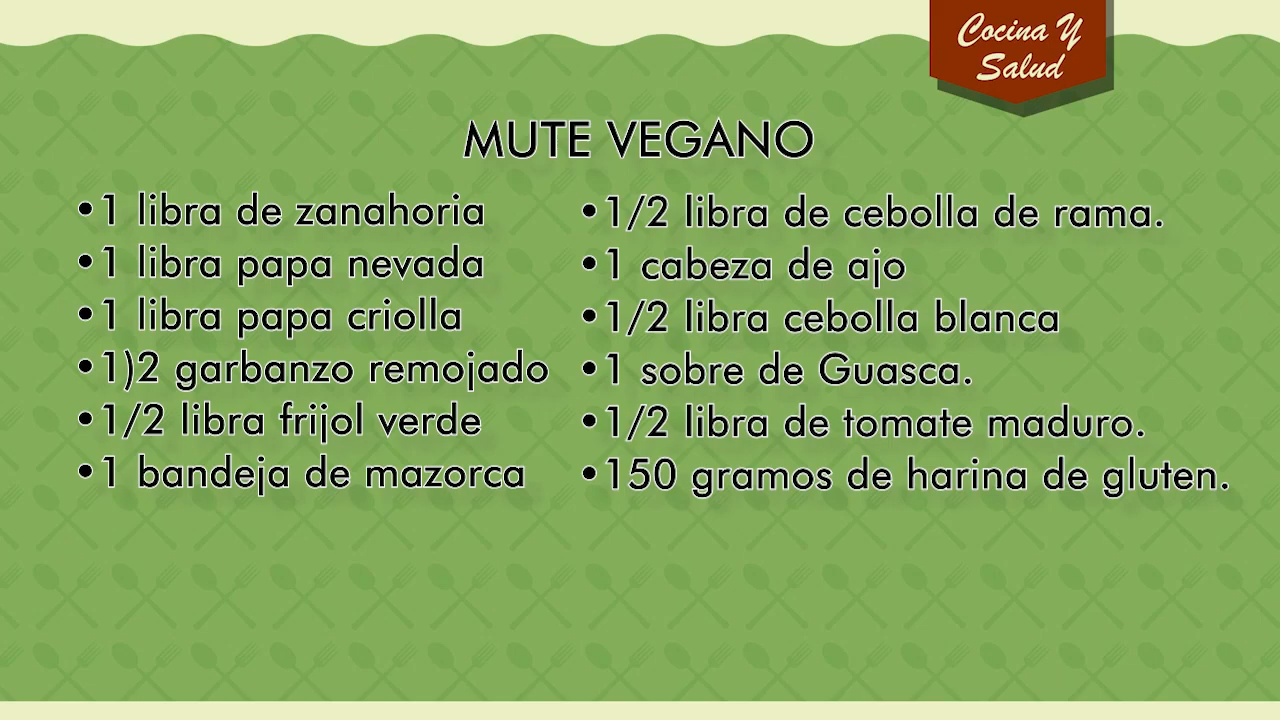 Cocina Y
Salud
MUTE VEGANO
•1 libra de zanahoria
•1 libra papa nevada
•1 libra papa criolla
•1)2 garbanzo remojado
•1/2 libra frijol verde
•1 bandeja de mazorca
•1/2 libra de cebolla de rama.
•1 cabeza de ajo
•1/2 libra cebolla blanca
•1 sobre de Guasca.
•1/2 libra de tomate maduro.
•150 gramos de harina de gluten.